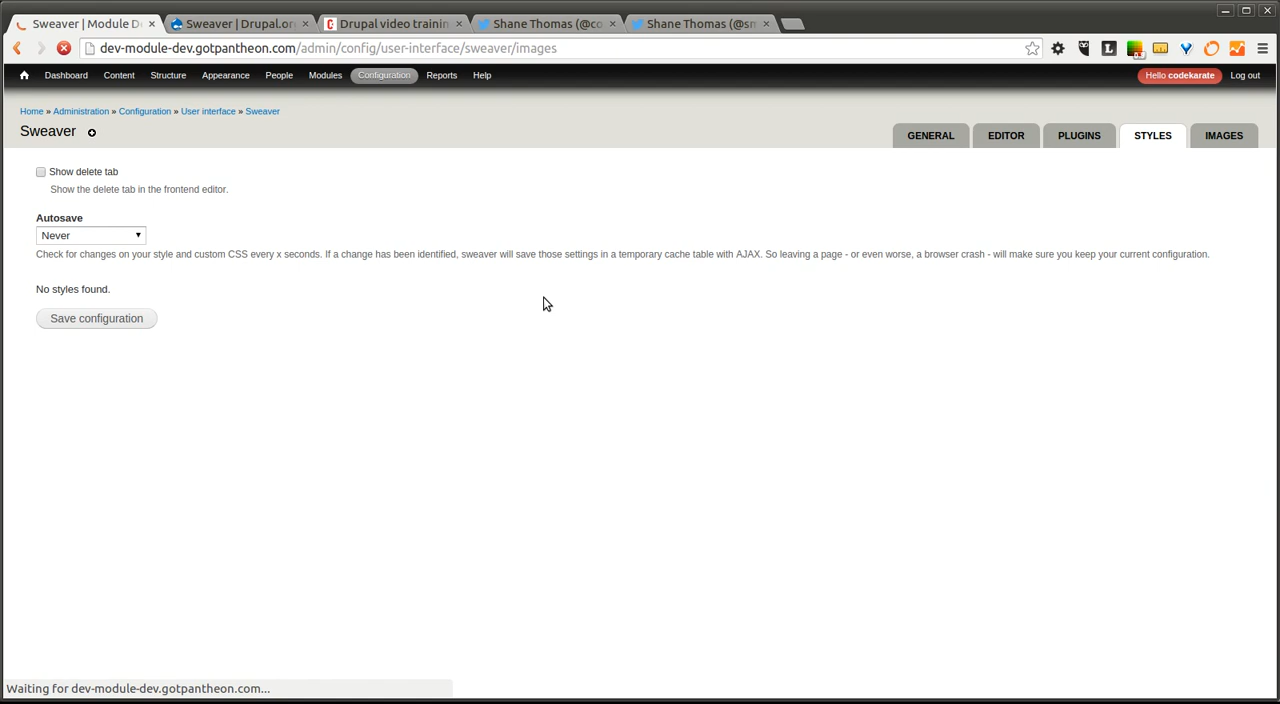 Sweaver | Module De
Sweaver | Drupal.or
Drupal video trainin
Shane Thomas (@co
Shane Thomas (@sm
dev-module-dev.gotpantheon.com/admin/config/user-interface/sweaver/images
Dashboard Content Structure Appearance People Modules Configuration Reports Help
Hello codekarate Log out
Home » Administration » Configuration » User interface » Sweaver
Sweaver
GENERAL EDITOR PLUGINS STYLES IMAGES
Show delete tab
Show the delete tab in the frontend editor.
Autosave
Never
Check for changes on your style and custom CSS every x seconds. If a change has been identified, sweaver will save those settings in a temporary cache table with AJAX. So leaving a page - or even worse, a browser crash - will make sure you keep your current configuration.
No styles found.
Save configuration
Waiting for dev-module-dev.gotpantheon.com...